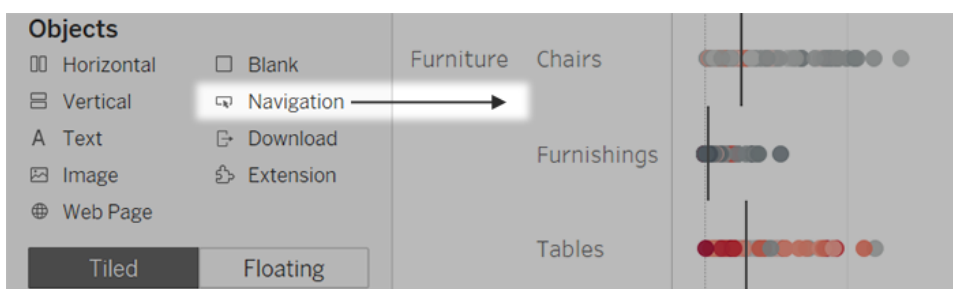 Objects
Horizontal
Blank
Vertical
Navigation
A Text
Download
Image
Extension
Web Page
Tiled
Floating
Furniture
Chairs
Furnishings
Tables